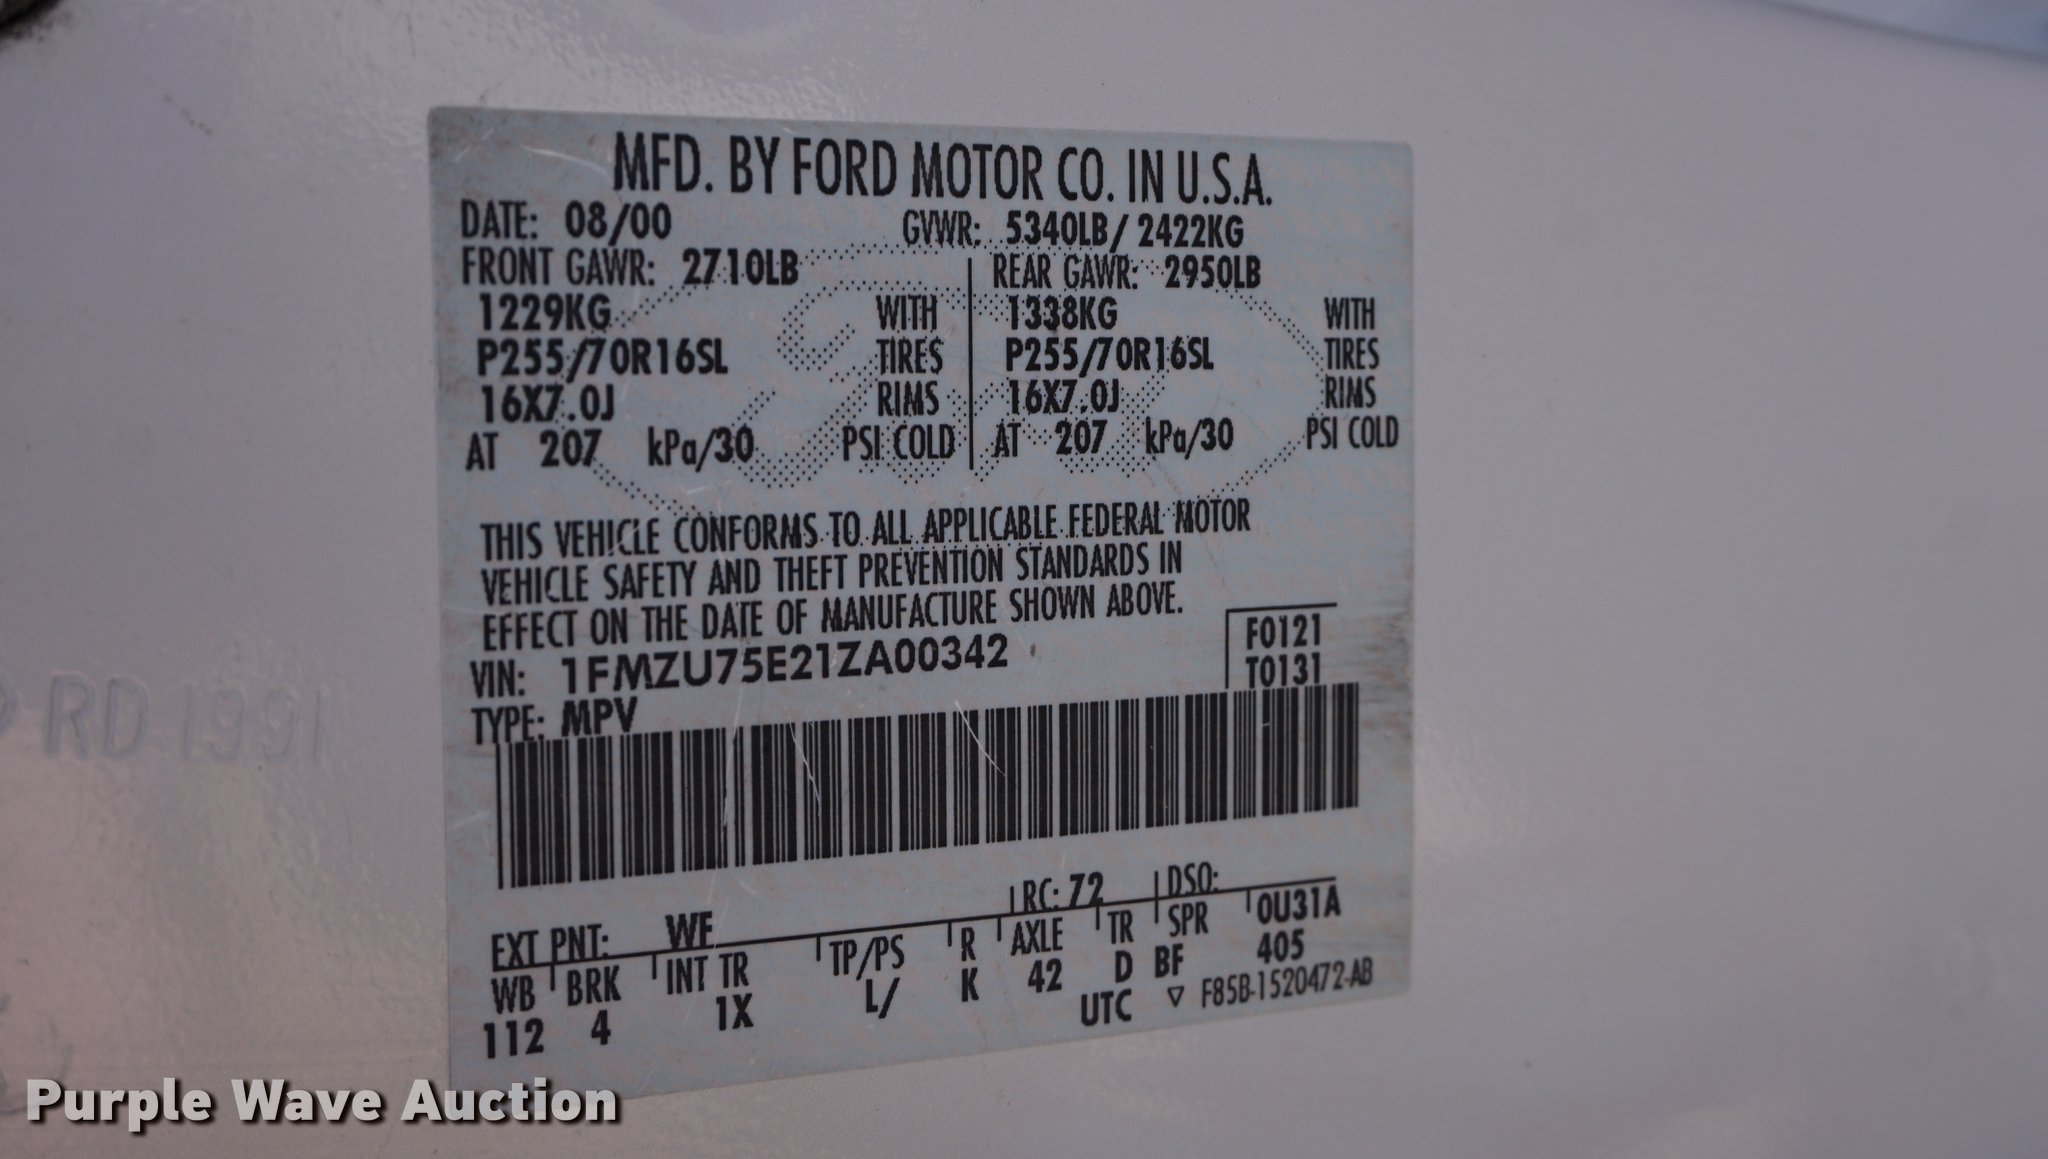 MFD. BY FORD MOTOR CO. IN U.S.A.
DATE: 08/00 GVWR: 5340LB/ 2422KG
FRONT GAWR: 2710LB REAR GAWR: 2950LB
1229KG WITH 1338KG WITH
P255/70R16SL TIRES P255/70R16SL TIRES
16X7.0J RIMS 16X7.0J RIMS
AT 207 kPa/30 PSI COLD AT 207 kPa/30 PSI COLD
THIS VEHICLE CONFORMS TO ALL APPLICABLE FEDERAL MOTOR
VEHICLE SAFETY AND THEFT PREVENTION STANDARDS IN
EFFECT ON THE DATE OF MANUFACTURE SHOWN ABOVE.
F0121
VIN: 1FMZU75E21ZA00342
T0131
TYPE: MPV
RD 1991
EXT PNT: WF RC: 72 DSO:
WB BRK INT TR TP/PS R AXLE TR SPR 0U31A
112 4 1X L/ K 42 D BF 405
UTC ▽ F85B-1520472-AB
Purple Wave Auction